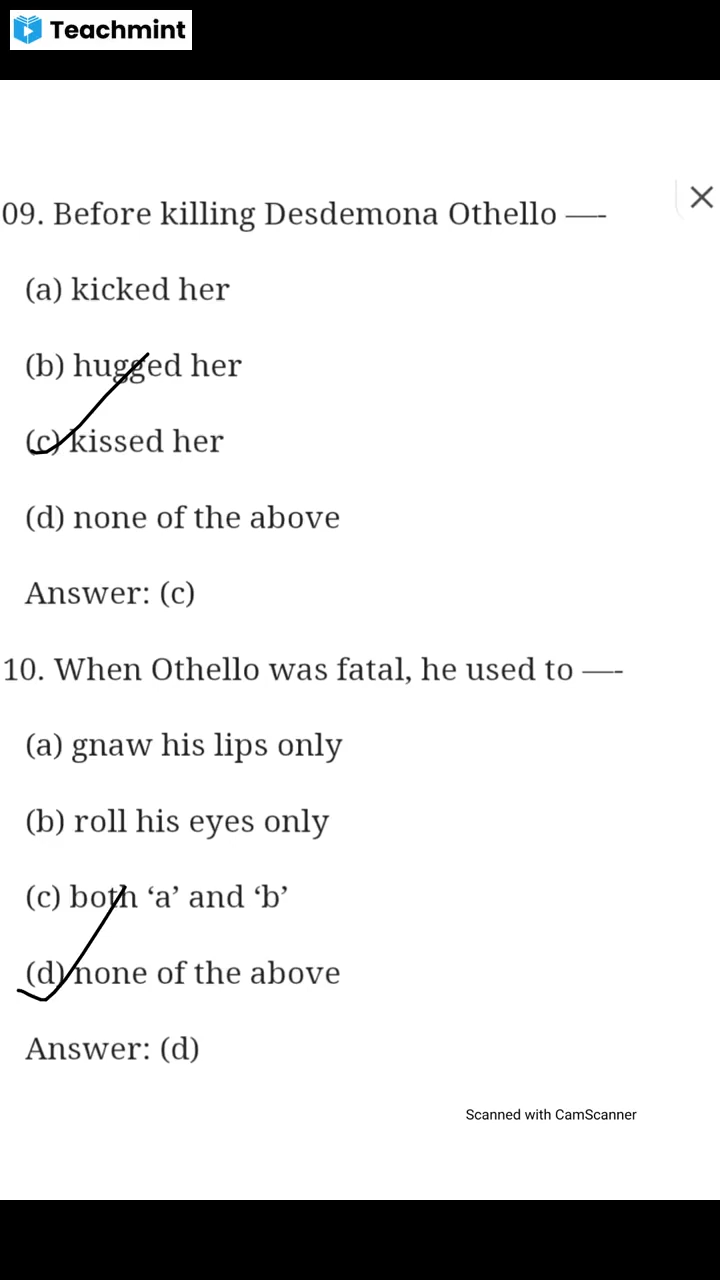 Teachmint
09. Before killing Desdemona Othello —-
(a) kicked her
(b) hugged her
(c) kissed her
(d) none of the above
Answer: (c)
10. When Othello was fatal, he used to —-
(a) gnaw his lips only
(b) roll his eyes only
(c) both ‘a’ and ‘b’
(d) none of the above
Answer: (d)
Scanned with CamScanner